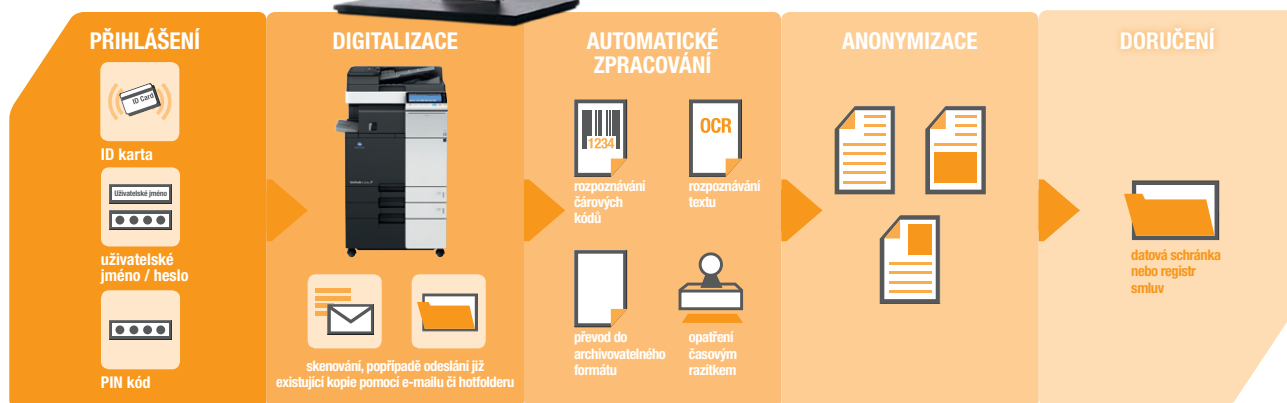 PŘIHLÁŠENÍ
ID Card
ID karta
Uživatelské jméno
uživatelské
jméno / heslo
PIN kód
DIGITALIZACE
skenování, popřípadě odeslání již
existující kopie pomocí e-mailu či hotfolderu
AUTOMATICKÉ
ZPRACOVÁNÍ
1234
rozpoznávání
čárových
kódů
OCR
rozpoznávání
textu
převod do
archivovatelného
formátu
opatření
časovým
razítkem
ANONYMIZACE
DORUČENÍ
datová schránka
nebo registr
smluv